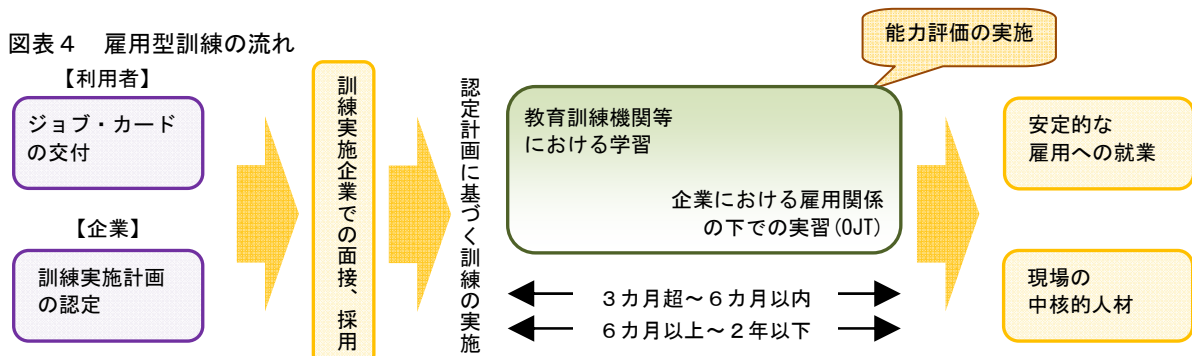 図表４　雇用型訓練の流れ
【利用者】
ジョブ・カード
の交付
【企業】
訓練実施計画
の認定
訓練実施企業での面接、採用
認定計画に基づく訓練の実施
能力評価の実施
教育訓練機関等
における学習
企業における雇用関係
の下での実習(OJT)
３カ月超～６カ月以内
６カ月以上～２年以下
安定的な
雇用への就業
現場の
中核的人材